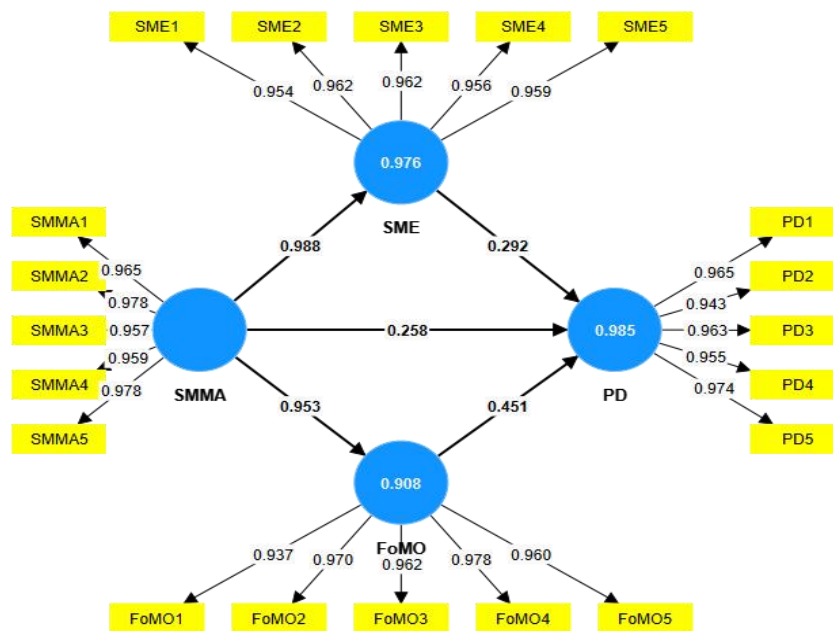 SME1 SME2 SME3 SME4 SME5
0.954 0.962 0.962 0.956 0.959
0.976
SME
SMMA1
SMMA2
SMMA3
SMMA4
SMMA5
0.965
0.978
0.957
0.959
0.978
SMMA
0.988
0.258
0.953
0.292
0.451
0.985
PD
0.965
0.943
0.963
0.955
0.974
PD1
PD2
PD3
PD4
PD5
0.908
FoMO
0.937 0.970 0.962 0.978 0.960
FoMO1 FoMO2 FoMO3 FoMO4 FoMO5